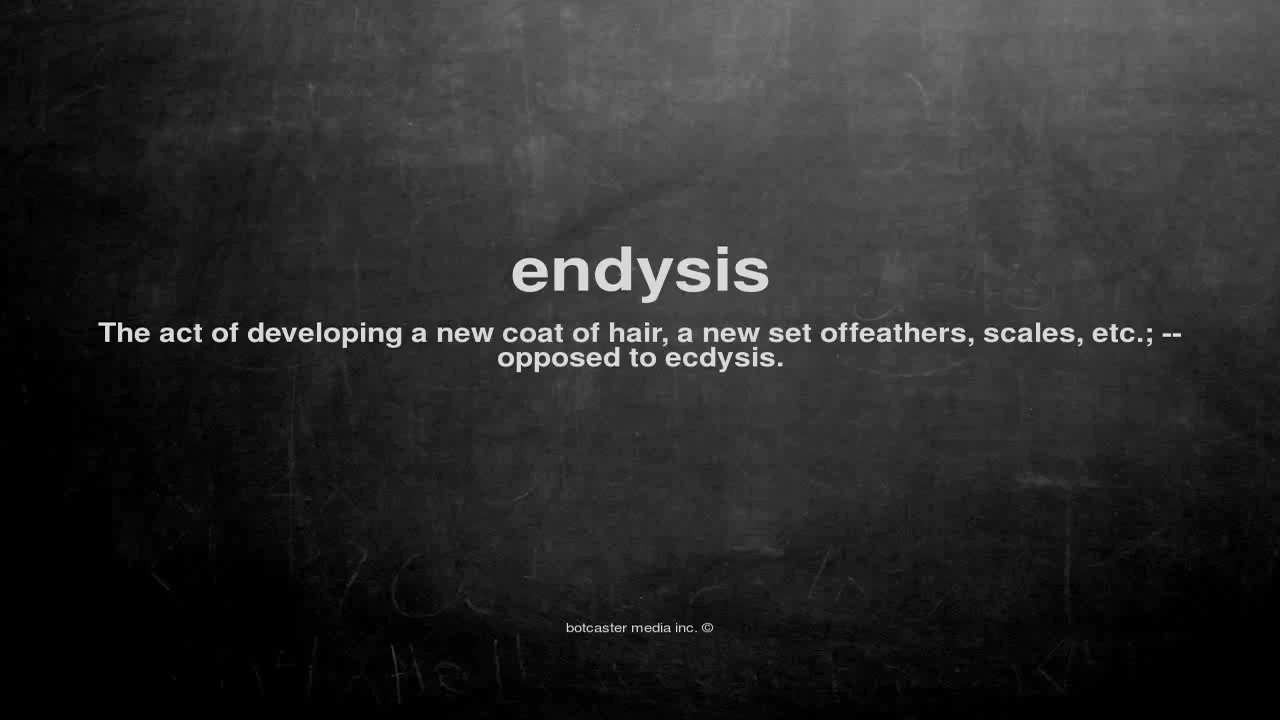 endysis
The act of developing a new coat of hair, a new set offeathers, scales, etc.; --
opposed to ecdysis.
botcaster media inc. ©